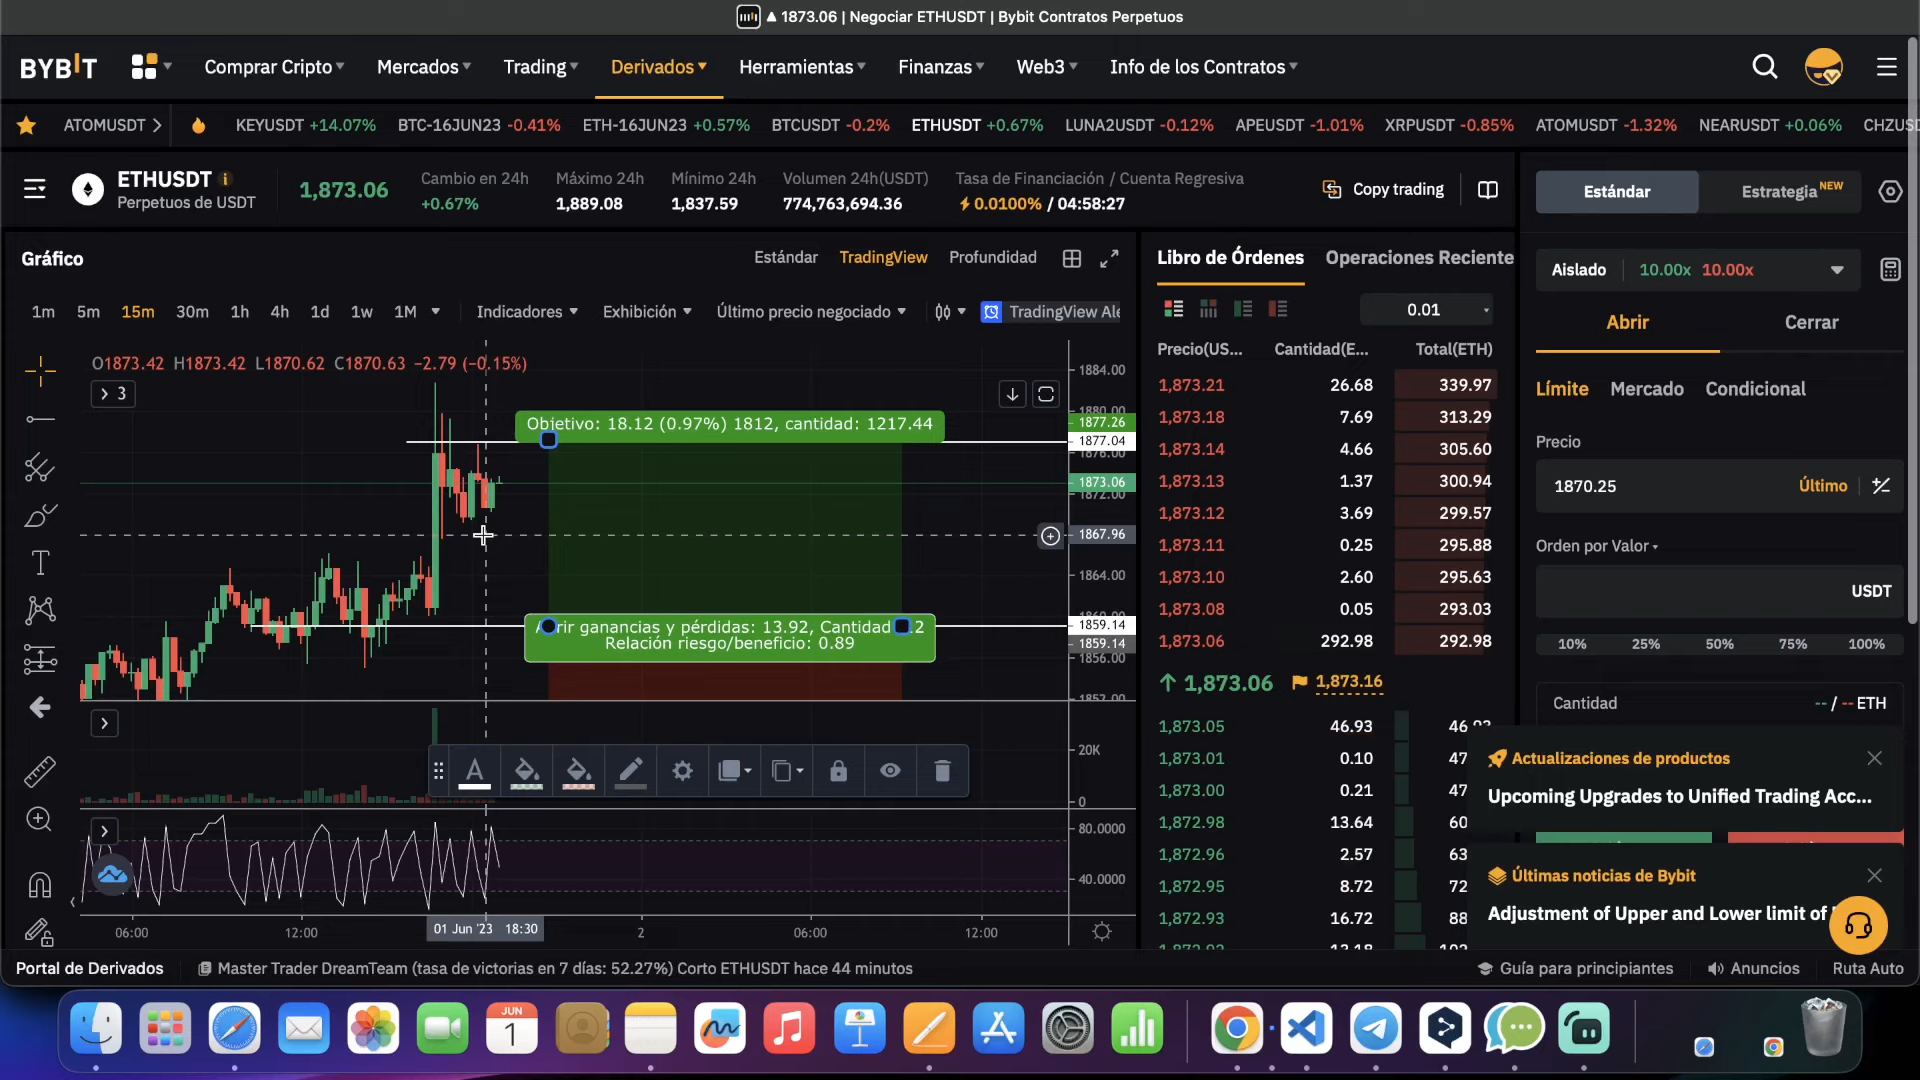 ▲ 1873.06 | Negociar ETHUSDT | Bybit Contratos Perpetuos
BYBIT
Comprar Cripto
Mercados
Trading
Derivados
Herramientas
Finanzas
Web3
Info de los Contratos
ATOMUSDT
KEYUSDT +14.07%
BTC-16JUN23 -0.41%
ETH-16JUN23 +0.57%
BTCUSDT -0.2%
ETHUSDT +0.67%
LUNA2USDT -0.12%
APEUSDT -1.01%
XRPUSDT -0.85%
ATOMUSDT -1.32%
NEARUSDT +0.06%
CHZUSD
ETHUSDT
Perpetuos de USDT
1,873.06
Cambio en 24h
+0.67%
Máximo 24h
1,889.08
Mínimo 24h
1,837.59
Volumen 24h(USDT)
774,763,694.36
Tasa de Financiación / Cuenta Regresiva
0.0100% / 04:58:27
Copy trading
Estándar
Estrategia NEW
Gráfico
Estándar
TradingView
Profundidad
1m 5m 15m 30m 1h 4h 1d 1w 1M
Indicadores
Exhibición
Último precio negociado
TradingView Ale
O1873.42 H1873.42 L1870.62 C1870.63 −2.79 (−0.15%)
3
Objetivo: 18.12 (0.97%) 1812, cantidad: 1217.44
rir ganancias y pérdidas: 13.92, Cantidad
Relación riesgo/beneficio: 0.89
1884.00
1880.00
1877.26
1877.04
1876.00
1873.06
1872.00
1867.96
1864.00
1860.00
1859.14
1859.14
1856.00
1852.00
20K
0
80.0000
40.0000
06:00
12:00
01 Jun '23 18:30
2
06:00
12:00
Libro de Órdenes
Operaciones Reciente
0.01
Precio(US... Cantidad(E... Total(ETH)
1,873.21 26.68 339.97
1,873.18 7.69 313.29
1,873.14 4.66 305.60
1,873.13 1.37 300.94
1,873.12 3.69 299.57
1,873.11 0.25 295.88
1,873.10 2.60 295.63
1,873.08 0.05 293.03
1,873.06 292.98 292.98
1,873.06 1,873.16
1,873.05 46.93 46.93
1,873.01 0.10 47
1,873.00 0.21 47
1,872.98 13.64 60
1,872.96 2.57 63
1,872.95 8.72 72
1,872.93 16.72 88
Aislado 10.00x 10.00x
Abrir
Cerrar
Límite
Mercado
Condicional
Precio
1870.25
Último
Orden por Valor
USDT
10% 25% 50% 75% 100%
Cantidad
-- / -- ETH
Actualizaciones de productos
Upcoming Upgrades to Unified Trading Acc...
Últimas noticias de Bybit
Adjustment of Upper and Lower limit of
Portal de Derivados
Master Trader DreamTeam (tasa de victorias en 7 días: 52.27%) Corto ETHUSDT hace 44 minutos
Guía para principiantes
Anuncios
Ruta Auto
JUN
1